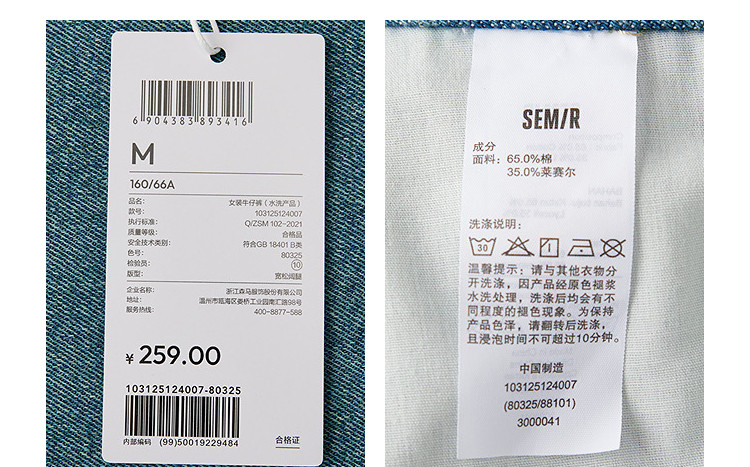 6 904383 893416
M
160/66A
品名: 女装牛仔裤（水洗产品）
款号: 103125124007
执行标准: Q/ZSM 102-2021
质量等级: 合格品
安全技术类别: 符合GB 18401 B类
色号: 80325
检验员: ⑩
版型: 宽松阔腿
企业名称: 浙江森马服饰股份有限公司
地址: 温州市瓯海区娄桥工业园南汇路98号
服务热线: 400-8877-588
¥ 259.00
103125124007-80325
内部编码 (99)50019229484 合格证
SEMIR
成分
面料: 65.0%棉
35.0%莱赛尔
洗涤说明:
30
温馨提示: 请与其他衣物分
开洗涤, 因产品经原色褪浆
水洗处理, 洗涤后均会有不
同程度的褪色现象。为保持
产品色泽, 请翻转后洗涤,
且浸泡时间不可超过10分钟。
中国制造
103125124007
(80325/88101)
3000041